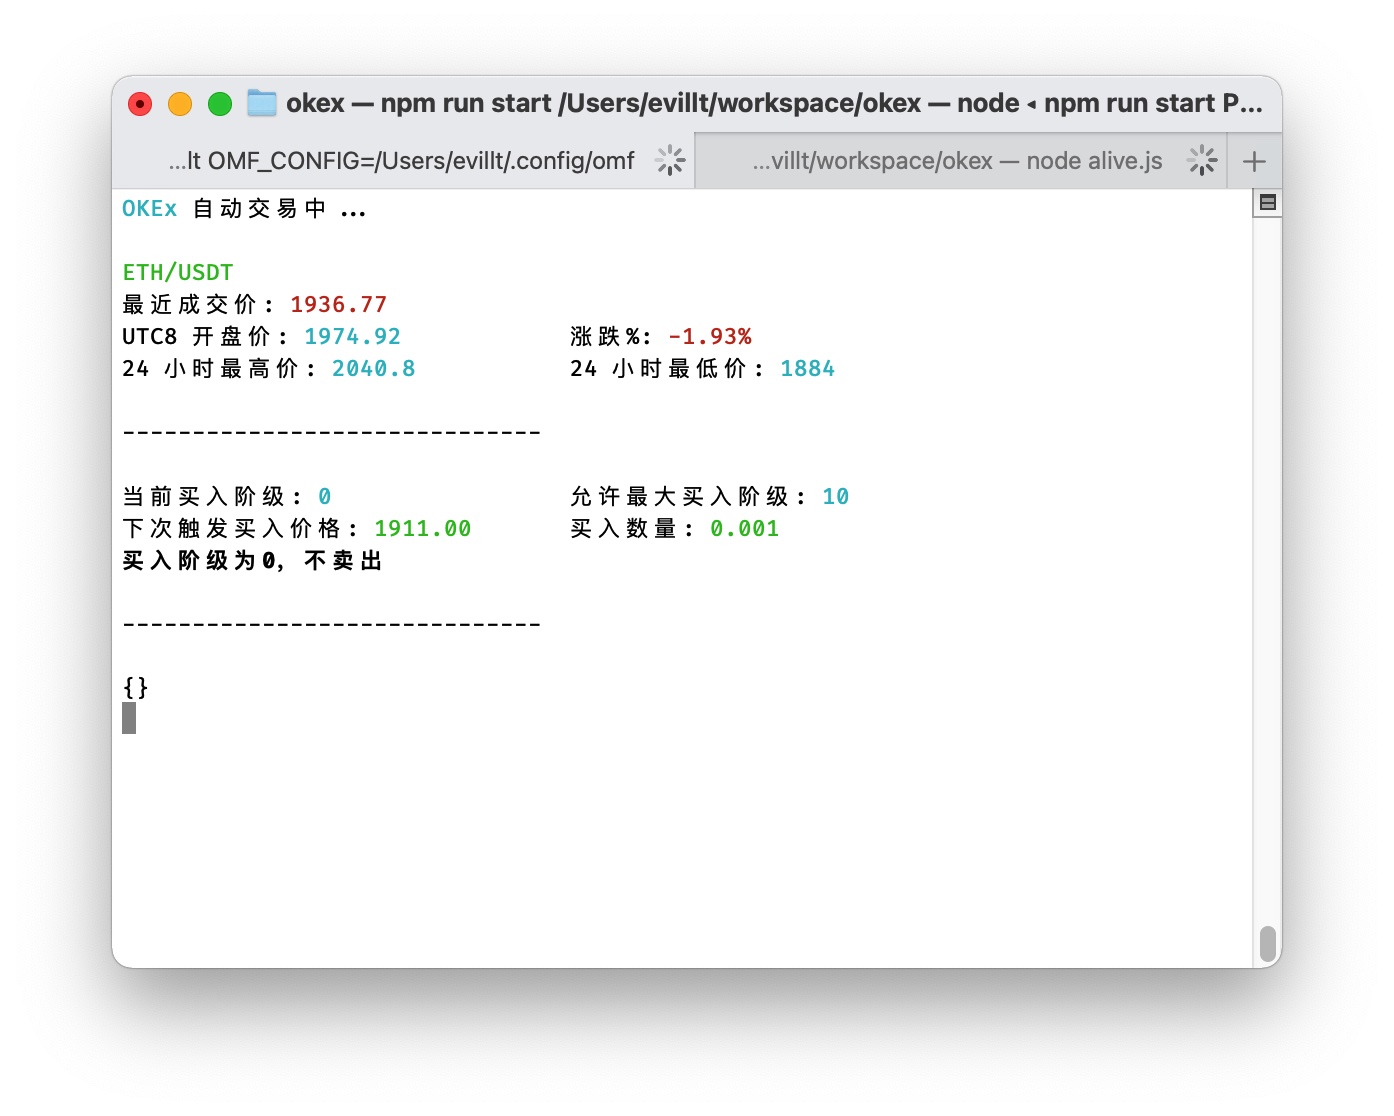 okex — npm run start /Users/evillt/workspace/okex — node ◂ npm run start P...
...lt OMF_CONFIG=/Users/evillt/.config/omf
...villt/workspace/okex — node alive.js
OKEx 自动交易中 ...
ETH/USDT
最近成交价: 1936.77
UTC8 开盘价: 1974.92 涨跌%: -1.93%
24 小时最高价: 2040.8 24 小时最低价: 1884
------------------------------
当前买入阶级: 0 允许最大买入阶级: 10
下次触发买入价格: 1911.00 买入数量: 0.001
买入阶级为0, 不卖出
------------------------------
{}